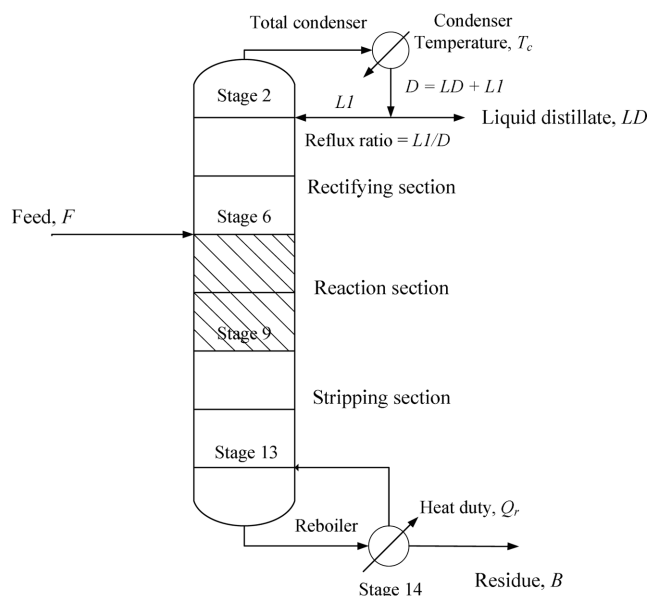 Total condenser
Condenser
Temperature, Tc
Stage 2
D = LD + L1
L1
Liquid distillate, LD
Reflux ratio = L1/D
Rectifying section
Feed, F
Stage 6
Reaction section
Stage 9
Stripping section
Stage 13
Heat duty, Qr
Reboiler
Stage 14
Residue, B